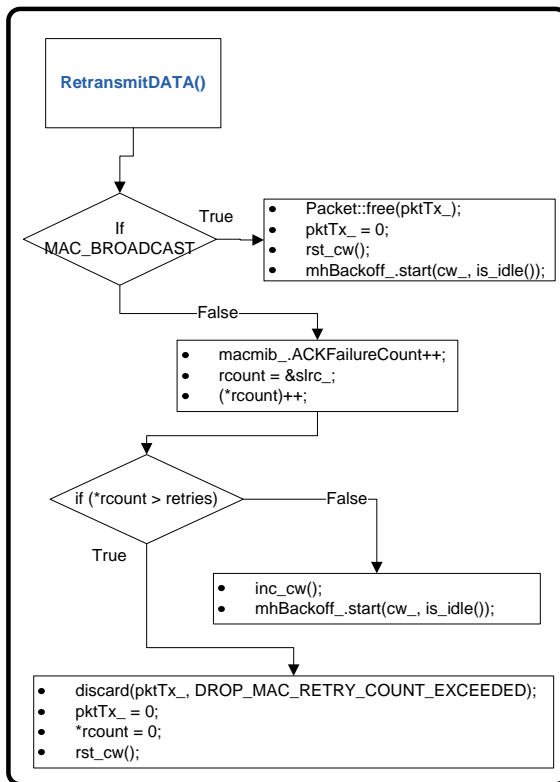 RetransmitDATA()
If
MAC_BROADCAST
True
• Packet::free(pktTx_);
• pktTx_ = 0;
• rst_cw();
• mhBackoff_.start(cw_, is_idle());
False
• macmib_.ACKFailureCount++;
• rcount = &slrc_;
• (*rcount)++;
if (*rcount > retries)
False
True
• inc_cw();
• mhBackoff_.start(cw_, is_idle());
• discard(pktTx_, DROP_MAC_RETRY_COUNT_EXCEEDED);
• pktTx_ = 0;
• *rcount = 0;
• rst_cw();